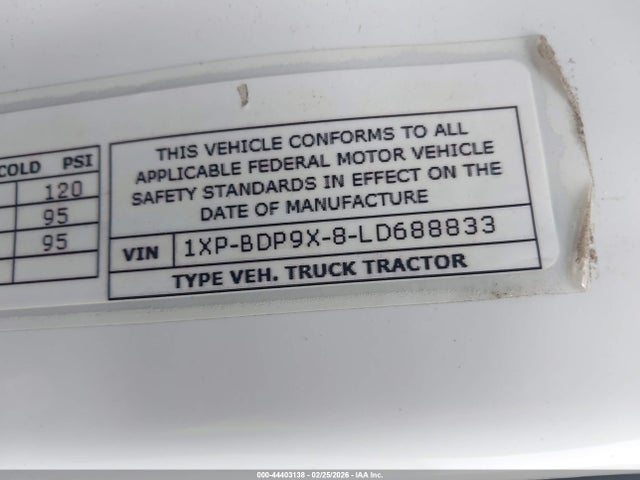 COLD PSI
120
95
95
THIS VEHICLE CONFORMS TO ALL
APPLICABLE FEDERAL MOTOR VEHICLE
SAFETY STANDARDS IN EFFECT ON THE
DATE OF MANUFACTURE
VIN 1XP-BDP9X-8-LD688833
TYPE VEH. TRUCK TRACTOR
000-44403138 - 02/25/2026 - IAA Inc.